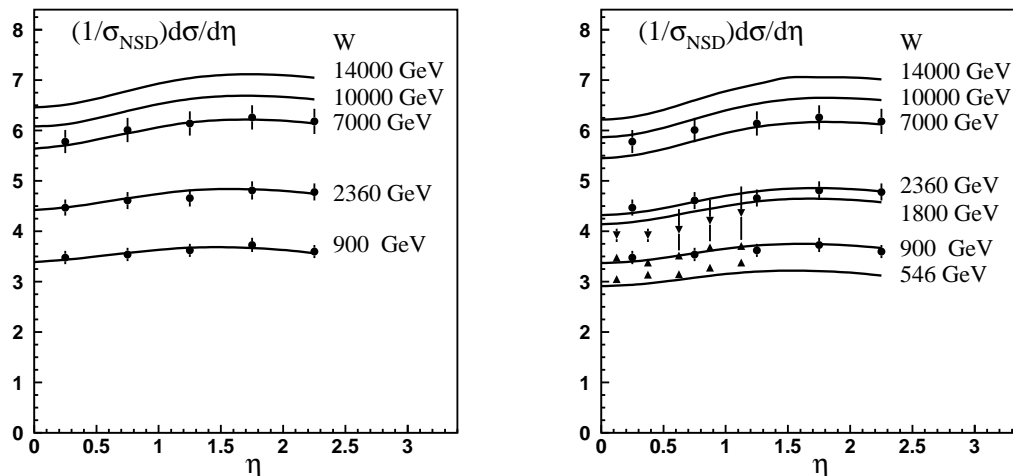 (1/σ_NSD)dσ/dη
W
14000 GeV
10000 GeV
7000 GeV
2360 GeV
900 GeV
8
7
6
5
4
3
2
1
0
0 0.5 1 1.5 2 2.5 3
η
(1/σ_NSD)dσ/dη
W
14000 GeV
10000 GeV
7000 GeV
2360 GeV
1800 GeV
900 GeV
546 GeV
8
7
6
5
4
3
2
1
0
0 0.5 1 1.5 2 2.5 3
η